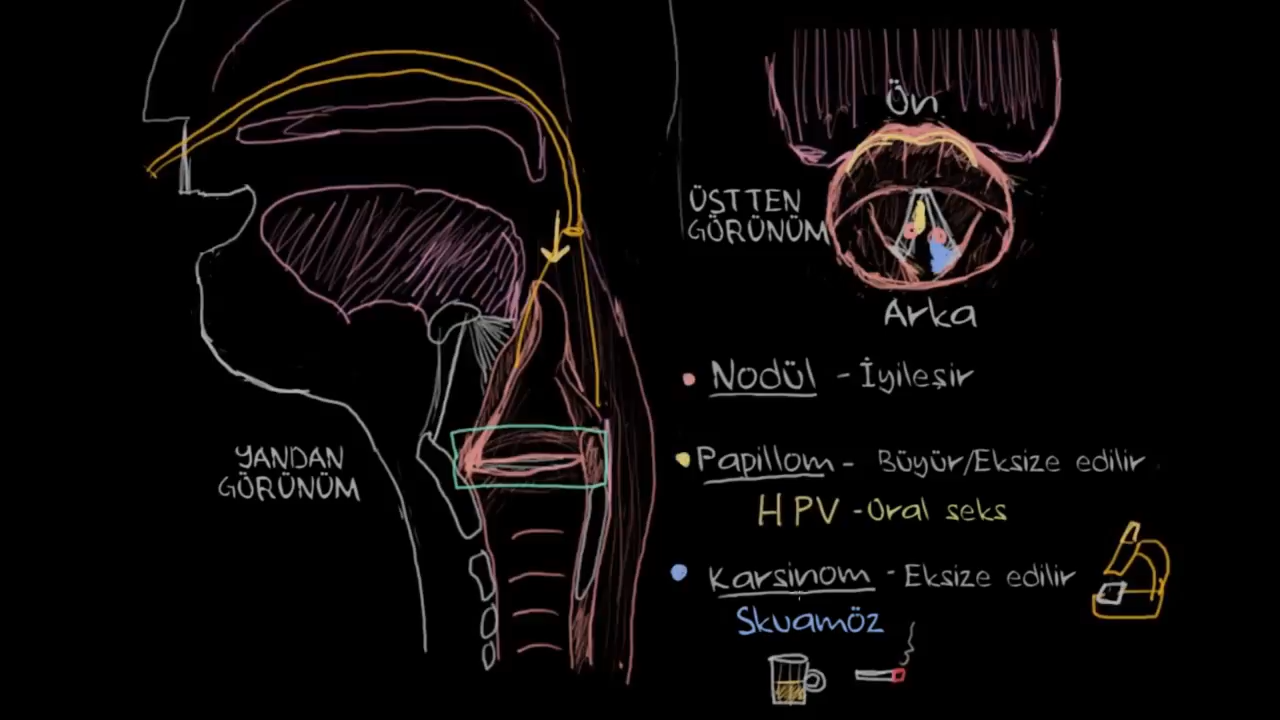 Ön
ÜSTTEN
GÖRÜNÜM
Arka
Nodül - İyileşir
YANDAN
GÖRÜNÜM
Papillom - Büyür/Eksize edilir
HPV - Oral seks
Karsinom - Eksize edilir
Skuamöz